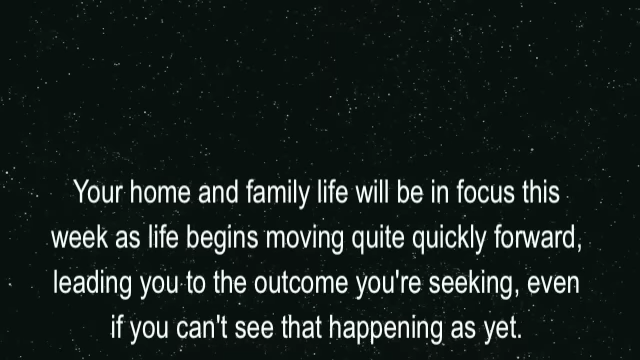 Your home and family life will be in focus this
week as life begins moving quite quickly forward,
leading you to the outcome you're seeking, even
if you can't see that happening as yet.